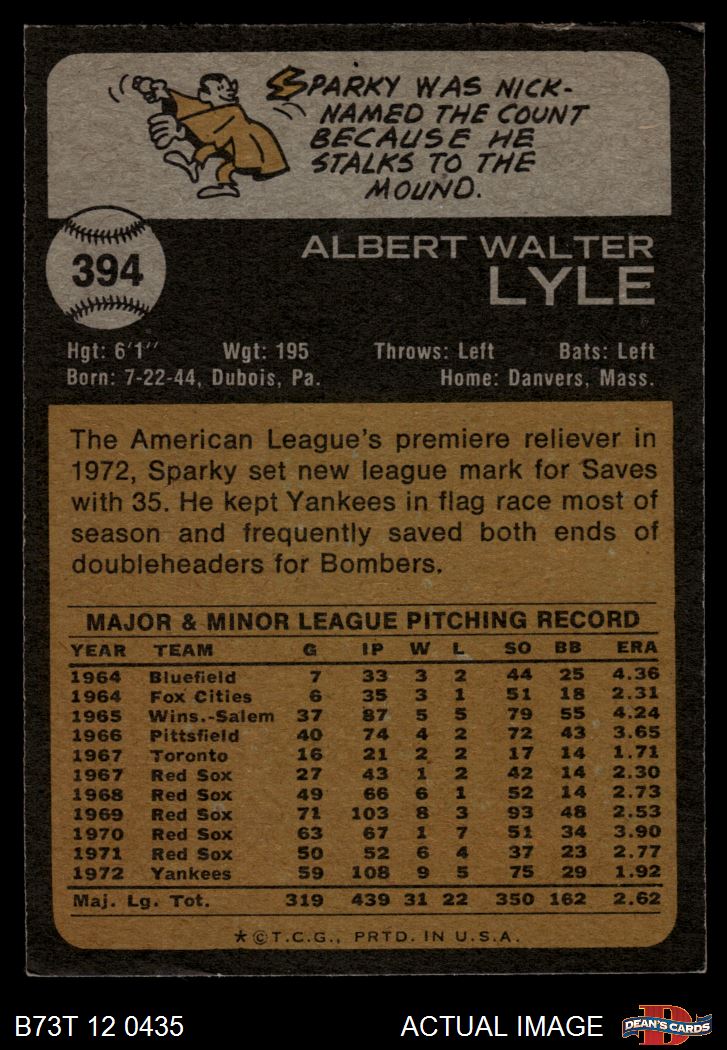 SPARKY WAS NICK-
NAMED THE COUNT
BECAUSE HE
STALKS TO THE
MOUND.
394
ALBERT WALTER
LYLE
Hgt: 6'1" Wgt: 195 Throws: Left Bats: Left
Born: 7-22-44, Dubois, Pa. Home: Danvers, Mass.
The American League's premiere reliever in
1972, Sparky set new league mark for Saves
with 35. He kept Yankees in flag race most of
season and frequently saved both ends of
doubleheaders for Bombers.
MAJOR & MINOR LEAGUE PITCHING RECORD
YEAR TEAM G IP W L SO BB ERA
1964 Bluefield 7 33 3 2 44 25 4.36
1964 Fox Cities 6 35 3 1 51 18 2.31
1965 Wins.-Salem 37 87 5 5 79 55 4.24
1966 Pittsfield 40 74 4 2 72 43 3.65
1967 Toronto 16 21 2 2 17 14 1.71
1967 Red Sox 27 43 1 2 42 14 2.30
1968 Red Sox 49 66 6 1 52 14 2.73
1969 Red Sox 71 103 8 3 93 48 2.53
1970 Red Sox 63 67 1 7 51 34 3.90
1971 Red Sox 50 52 6 4 37 23 2.77
1972 Yankees 59 108 9 5 75 29 1.92
Maj. Lg. Tot. 319 439 31 22 350 162 2.62
*©T.C.G., PRTD. IN U.S.A.
B73T 12 0435 ACTUAL IMAGE D DEAN'S CARDS